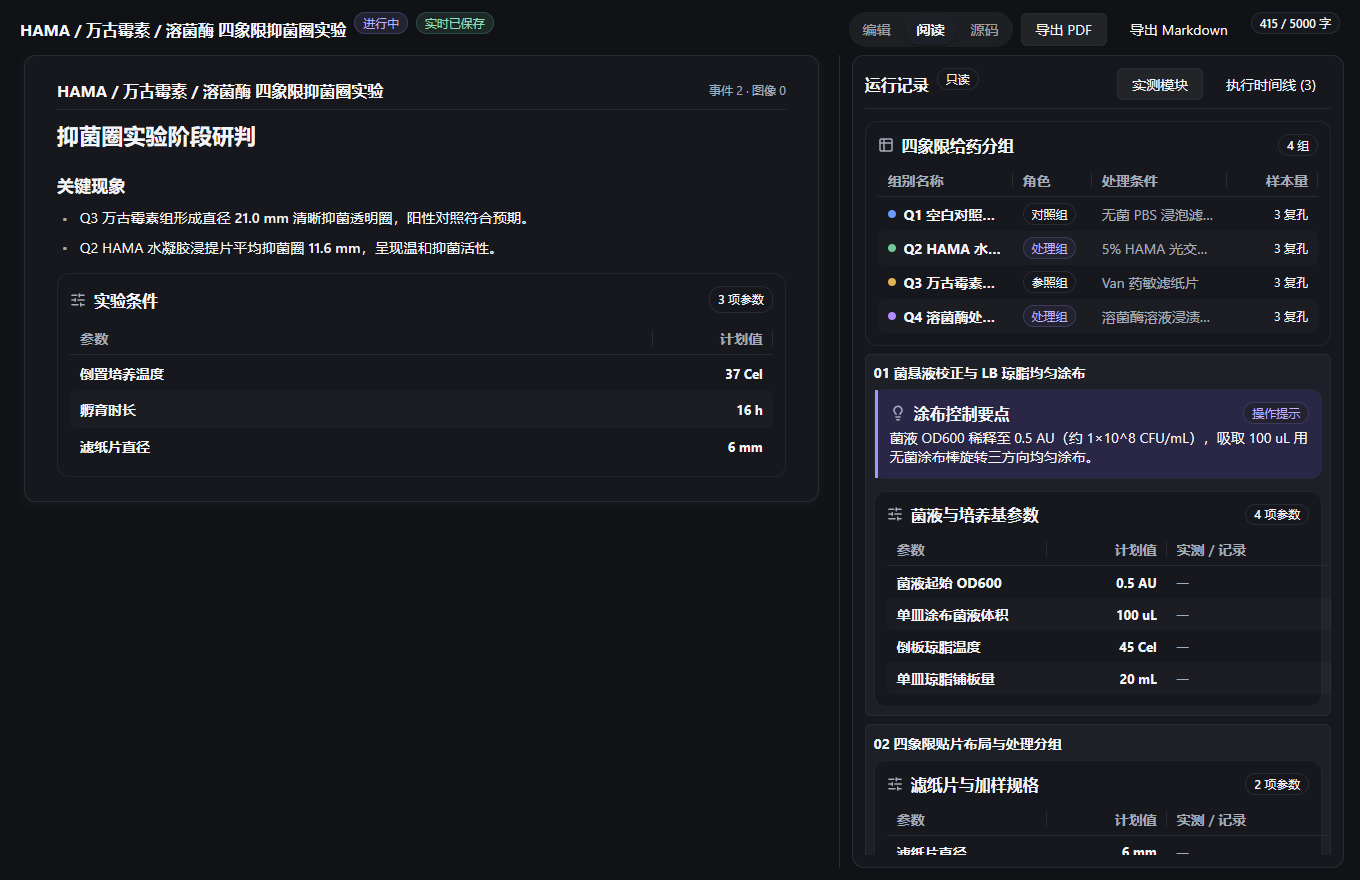 HAMA / 万古霉素 / 溶菌酶 四象限抑菌圈实验 进行中 实时已保存 编辑 阅读 源码 导出 PDF 导出 Markdown 415 / 5000 字
HAMA / 万古霉素 / 溶菌酶 四象限抑菌圈实验 事件 2 · 图像 0
抑菌圈实验阶段研判
关键现象
• Q3 万古霉素组形成直径 21.0 mm 清晰抑菌透明圈，阳性对照符合预期。
• Q2 HAMA 水凝胶浸提片平均抑菌圈 11.6 mm，呈现温和抑菌活性。
实验条件 3 项参数
参数 计划值
倒置培养温度 37 Cel
孵育时长 16 h
滤纸片直径 6 mm
运行记录 只读 实测模块 执行时间线 (3)
四象限给药分组 4 组
组别名称 角色 处理条件 样本量
Q1 空白对照... 对照组 无菌 PBS 浸泡滤... 3 复孔
Q2 HAMA 水... 处理组 5% HAMA 光交... 3 复孔
Q3 万古霉素... 参照组 Van 药敏滤纸片 3 复孔
Q4 溶菌酶处... 处理组 溶菌酶溶液浸渍... 3 复孔
01 菌悬液校正与 LB 琼脂均匀涂布
涂布控制要点 操作提示
菌液 OD600 稀释至 0.5 AU（约 1×10^8 CFU/mL），吸取 100 uL 用
无菌涂布棒旋转三方向均匀涂布。
菌液与培养基参数 4 项参数
参数 计划值 实测 / 记录
菌液起始 OD600 0.5 AU —
单皿涂布菌液体积 100 uL —
倒板琼脂温度 45 Cel —
单皿琼脂铺板量 20 mL —
02 四象限贴片布局与处理分组
滤纸片与加样规格 2 项参数
参数 计划值 实测 / 记录
滤纸片直径 6 mm —